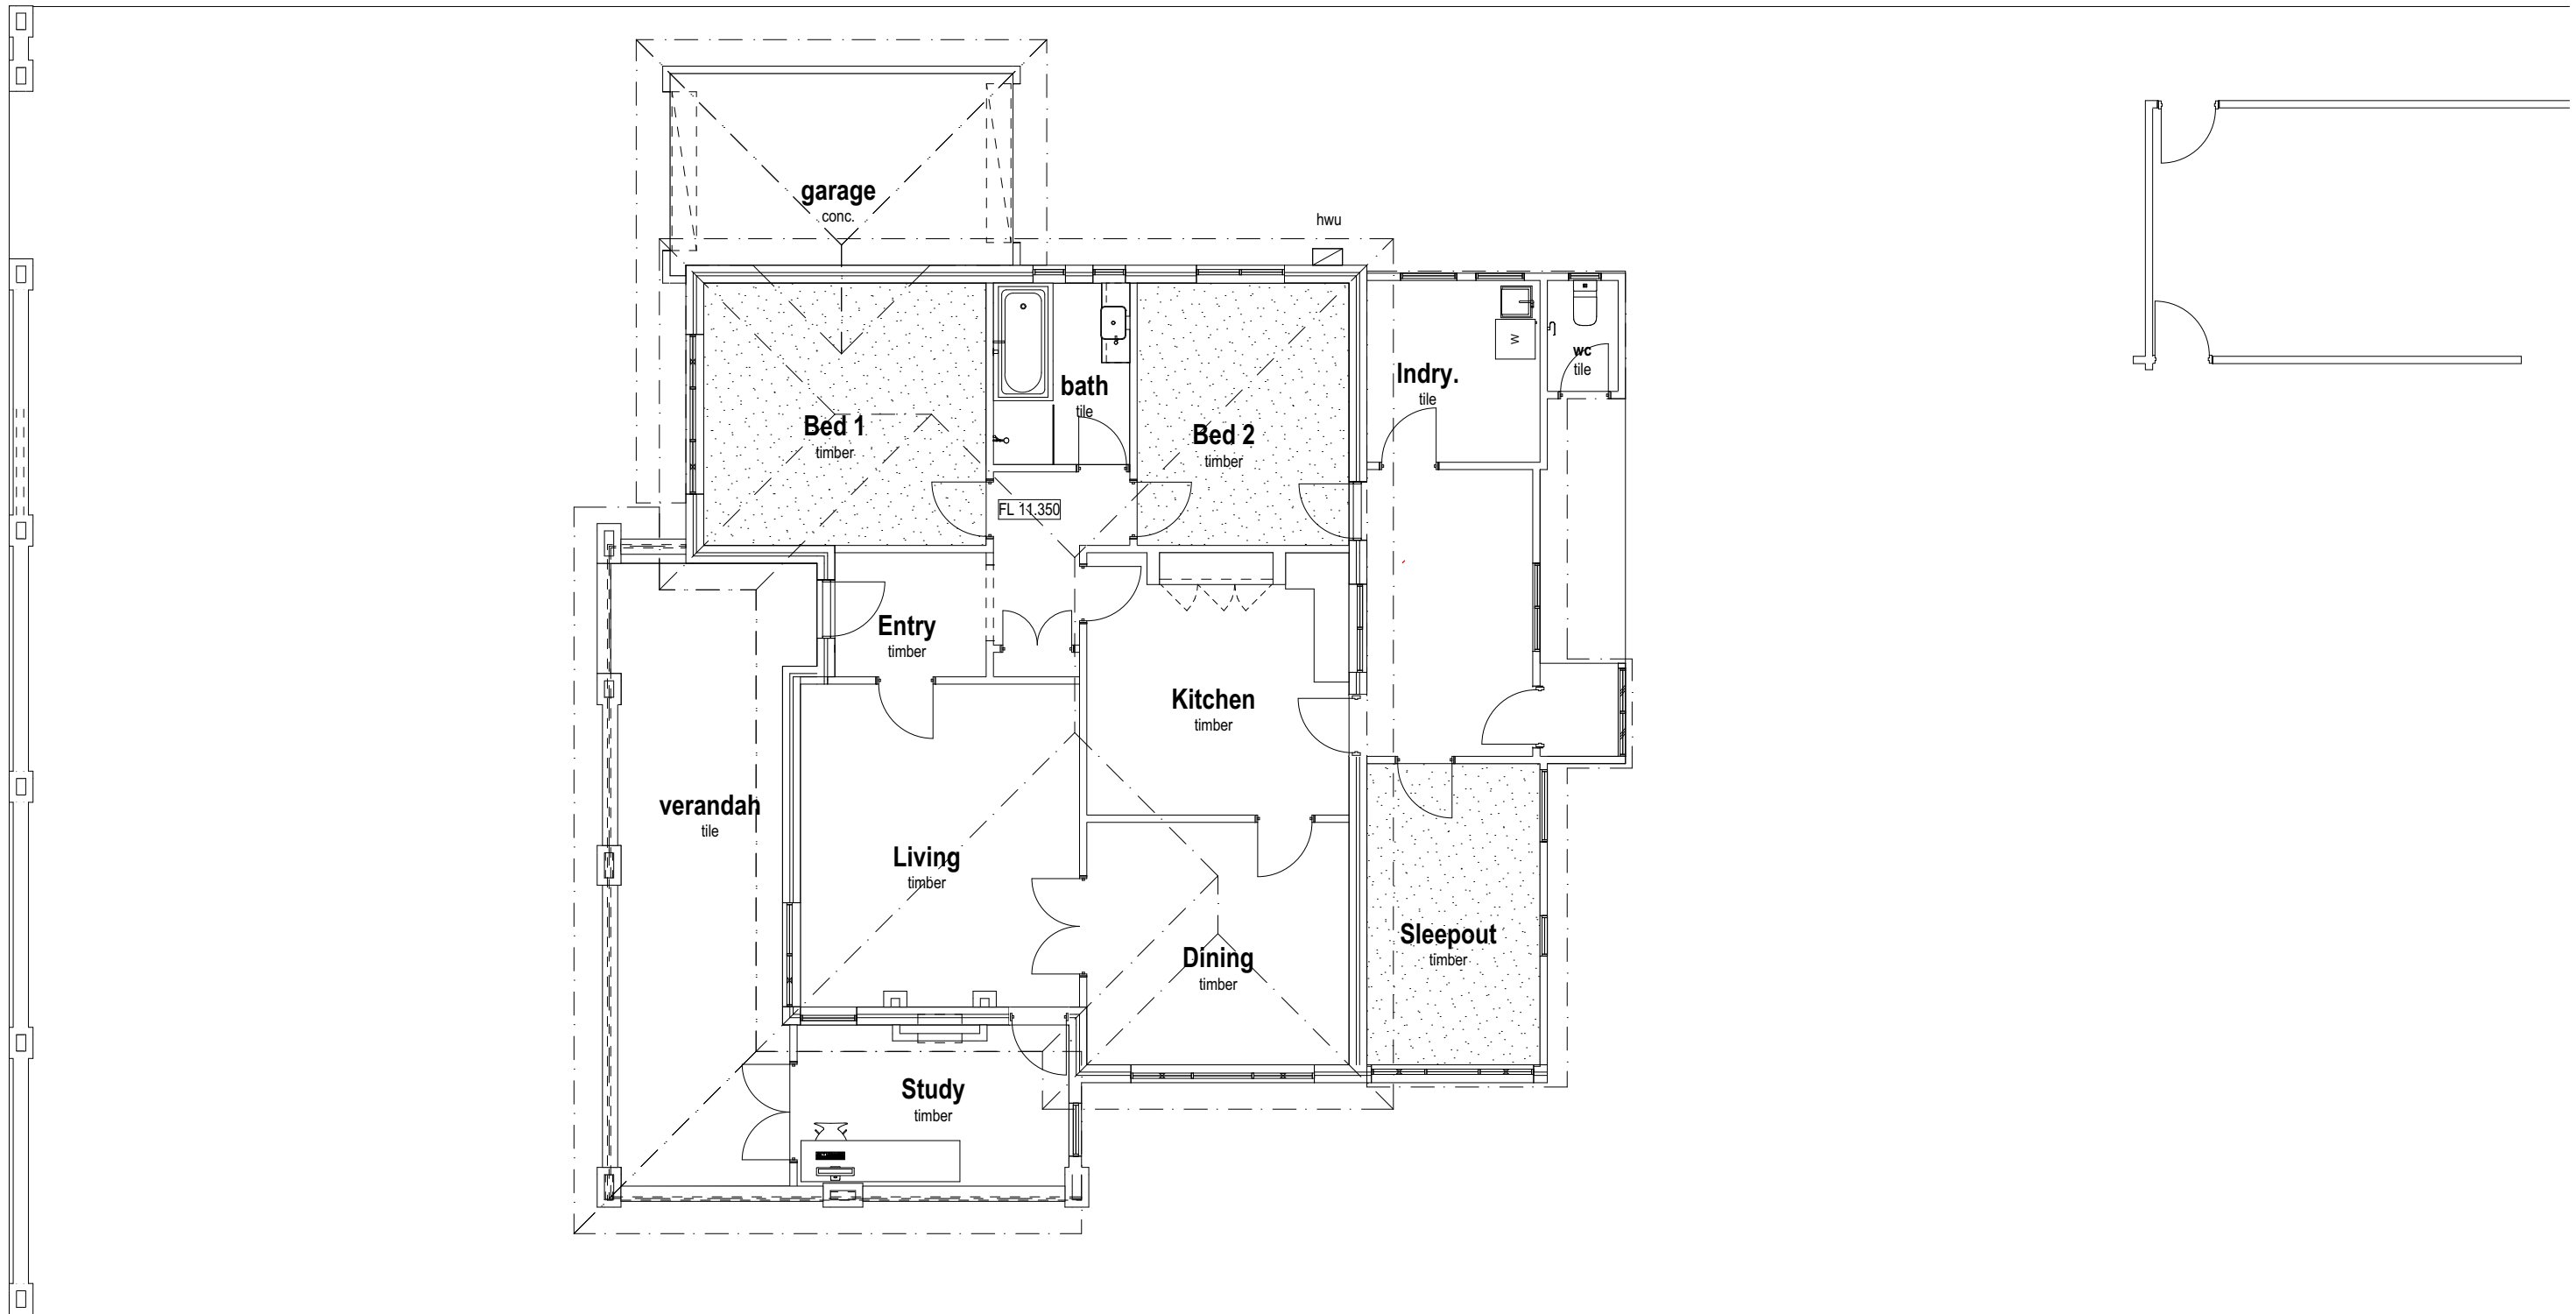 garage
conc.
hwu
W
wc
tile
lndry.
tile
bath
tile
Bed 1
timber
Bed 2
timber
FL 11.350
Entry
timber
Kitchen
timber
verandah
tile
Living
timber
Sleepout
timber
Dining
timber
Study
timber